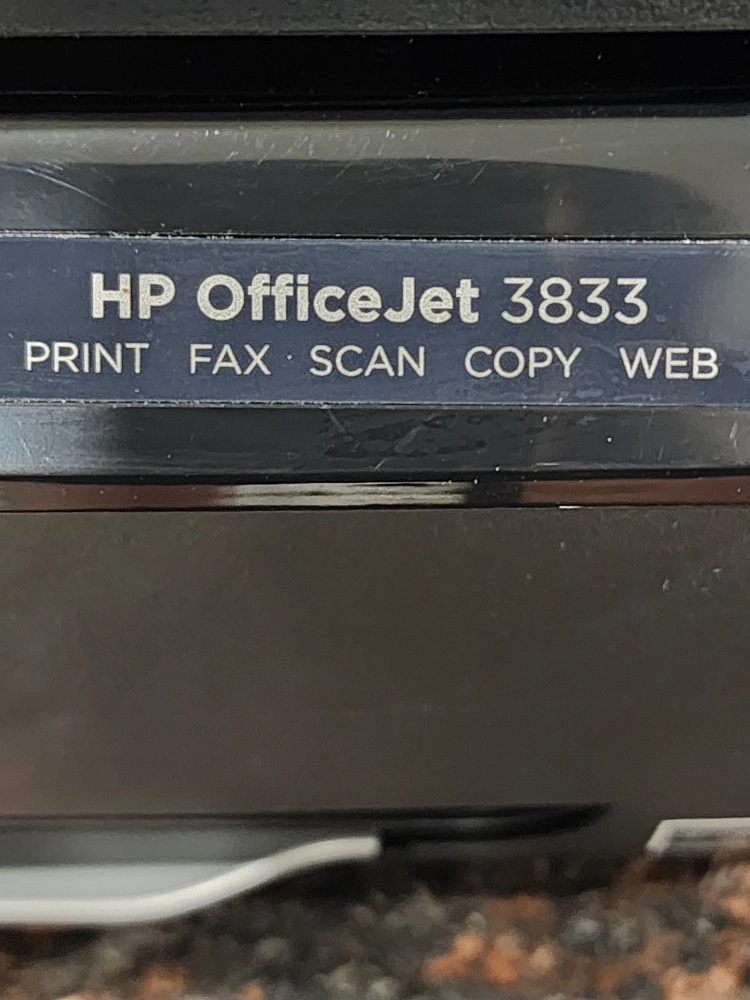 HP OfficeJet 3833
PRINT FAX · SCAN COPY WEB